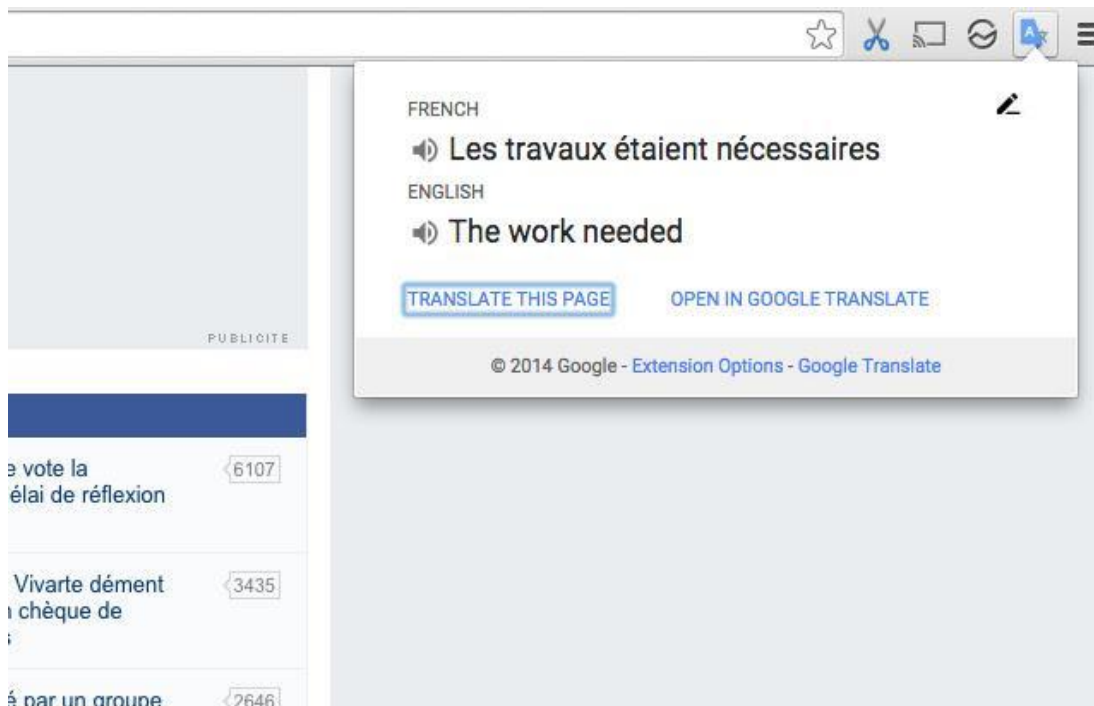 FRENCH
Les travaux étaient nécessaires
ENGLISH
The work needed
TRANSLATE THIS PAGE OPEN IN GOOGLE TRANSLATE
© 2014 Google - Extension Options - Google Translate
PUBLICITE
e vote la 6107
élai de réflexion
Vivarte dément 3435
chèque de
é par un groupe 2646